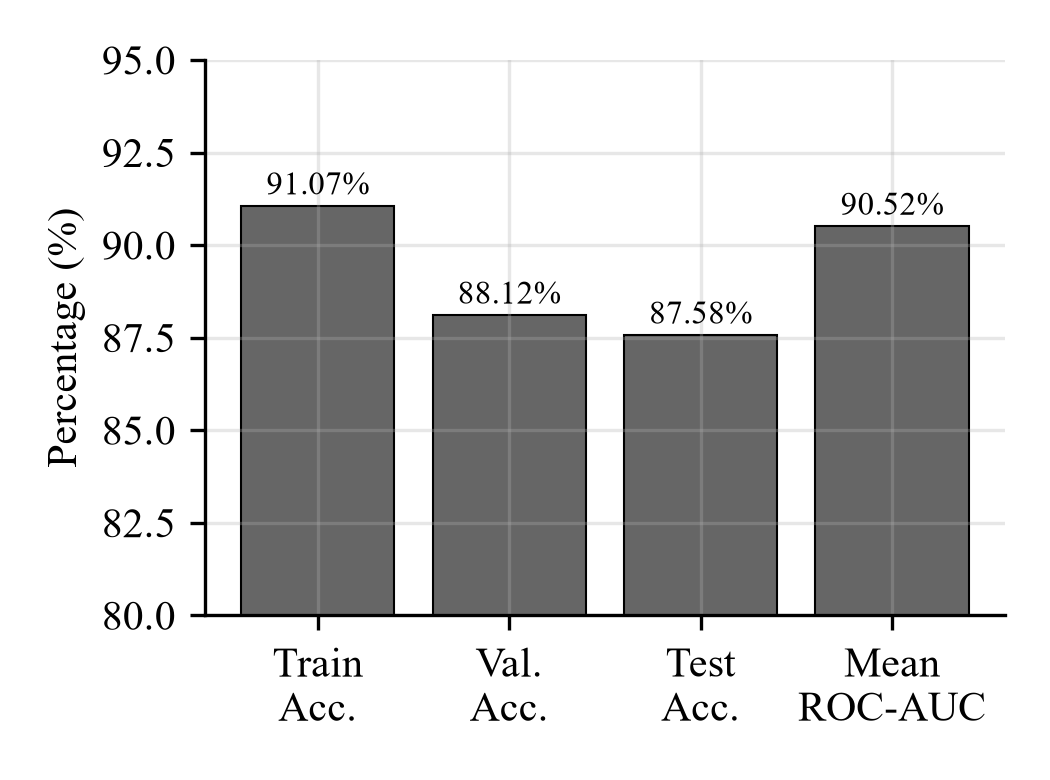 95.0
92.5
90.0
87.5
85.0
82.5
80.0
Percentage (%)
91.07%
88.12%
87.58%
90.52%
Train
Acc.
Val.
Acc.
Test
Acc.
Mean
ROC-AUC